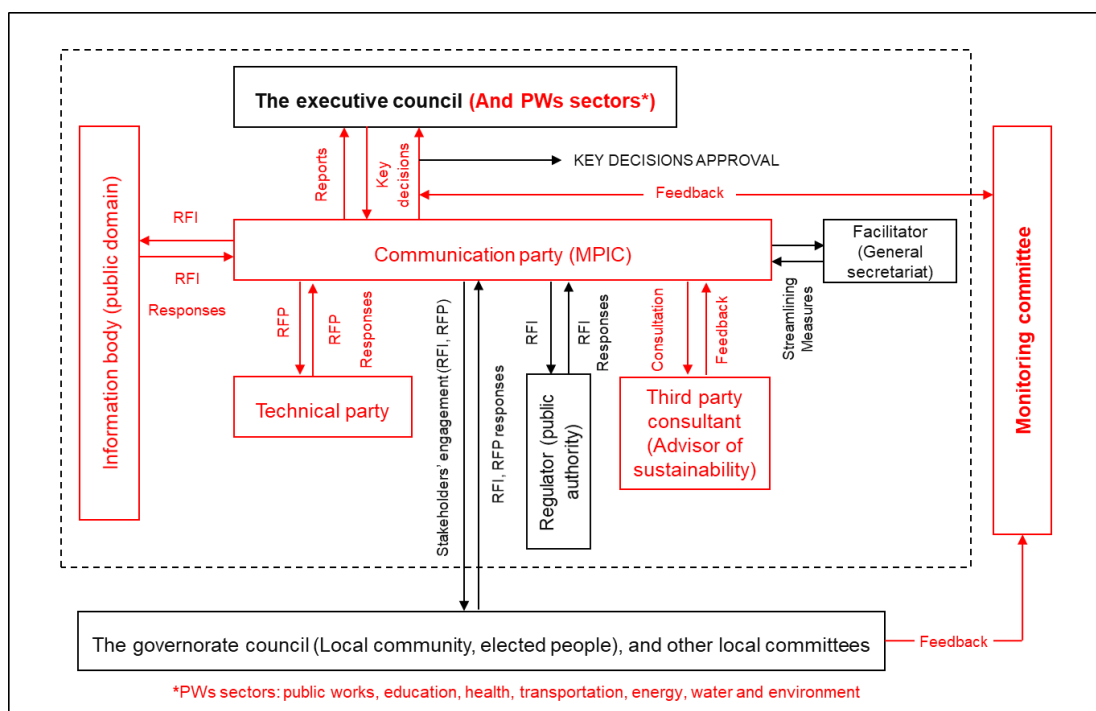 The executive council (And PWs sectors*)
Reports
Key
decisions
KEY DECISIONS APPROVAL
Feedback
Information body (public domain)
RFI
RFI
Responses
Communication party (MPIC)
Facilitator
(General
secretariat)
Streamlining
Measures
Monitoring committee
RFP
RFP
Responses
Technical party
Stakeholders' engagement (RFI, RFP)
RFI, RFP responses
RFI
RFI
Responses
Regulator (public
authority)
Consultation
Feedback
Third party
consultant
(Advisor of
sustainability)
The governorate council (Local community, elected people), and other local committees
Feedback
*PWs sectors: public works, education, health, transportation, energy, water and environment